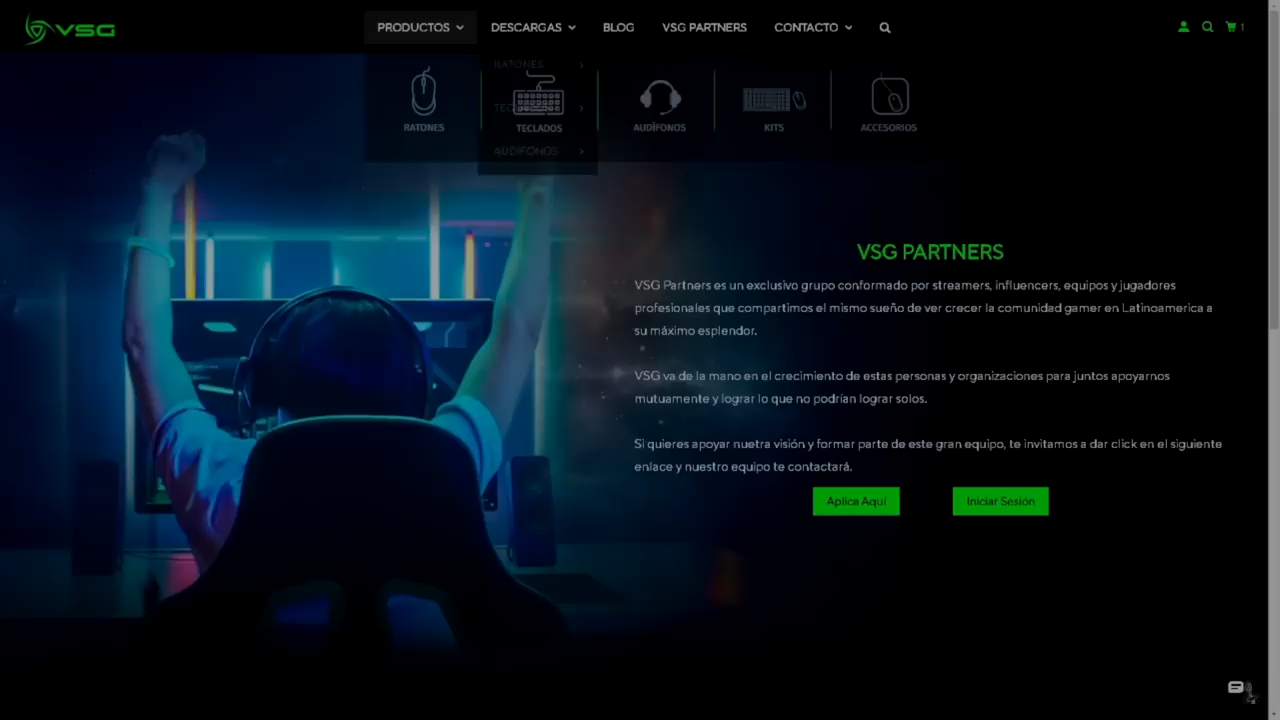 VSG
PRODUCTOS
DESCARGAS
BLOG
VSG PARTNERS
CONTACTO
1
RATONES
AUDÍFONOS
RATONES
TECLADOS
AUDÍFONOS
KITS
ACCESORIOS
VSG PARTNERS
VSG Partners es un exclusivo grupo conformado por streamers, influencers, equipos y jugadores
profesionales que compartimos el mismo sueño de ver crecer la comunidad gamer en Latinoamerica a
su máximo esplendor.
VSG va de la mano en el crecimiento de estas personas y organizaciones para juntos apoyarnos
mutuamente y lograr lo que no podrían lograr solos.
Si quieres apoyar nuetra visión y formar parte de este gran equipo, te invitamos a dar click en el siguiente
enlace y nuestro equipo te contactará.
Aplica Aquí
Iniciar Sesión